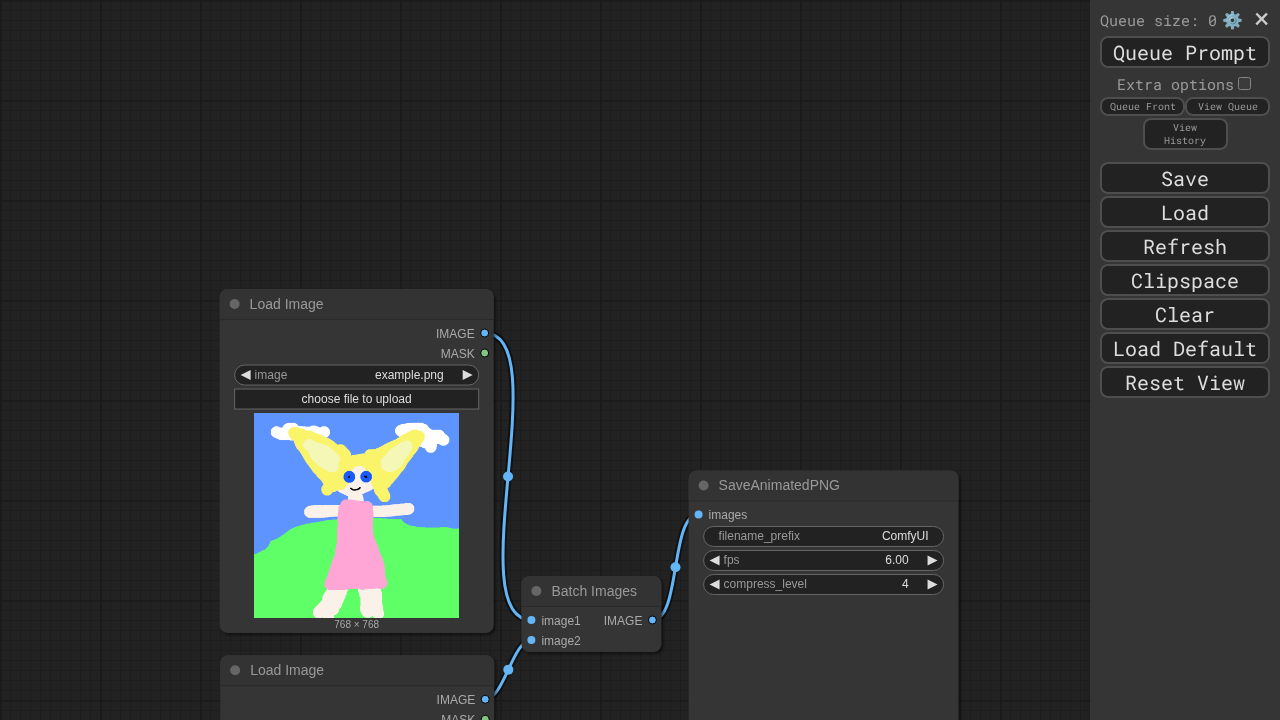 Queue size: 0
Queue Prompt
Extra options
Queue Front
View Queue
View
History
Save
Load
Refresh
Clipspace
Clear
Load Default
Reset View
Load Image
IMAGE
MASK
image example.png
choose file to upload
768 × 768
Batch Images
image1 IMAGE
image2
SaveAnimatedPNG
images
filename_prefix ComfyUI
fps 6.00
compress_level 4
Load Image
IMAGE
MASK